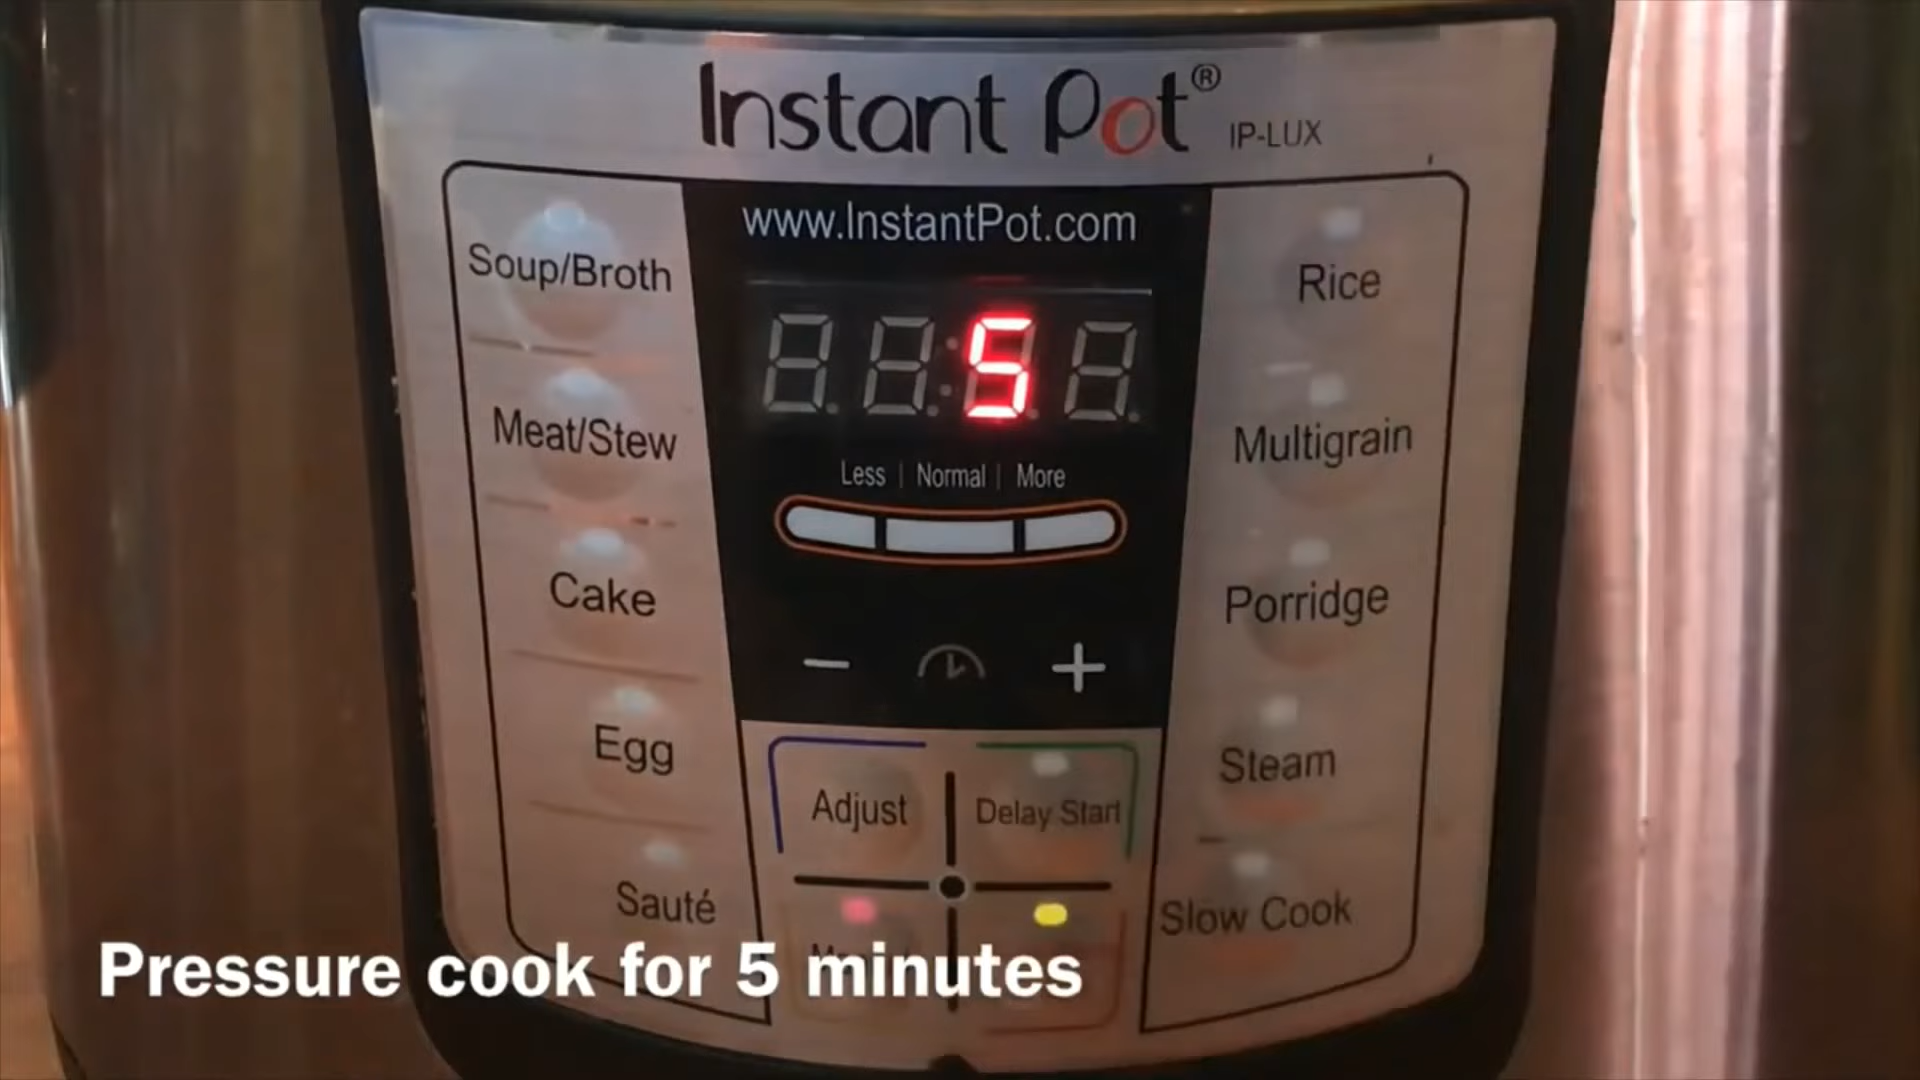 Instant Pot® IP-LUX
www.InstantPot.com
Soup/Broth
Meat/Stew
Cake
Egg
Sauté
5
Less | Normal | More
− +
Adjust
Delay Start
Rice
Multigrain
Porridge
Steam
Slow Cook
Pressure cook for 5 minutes